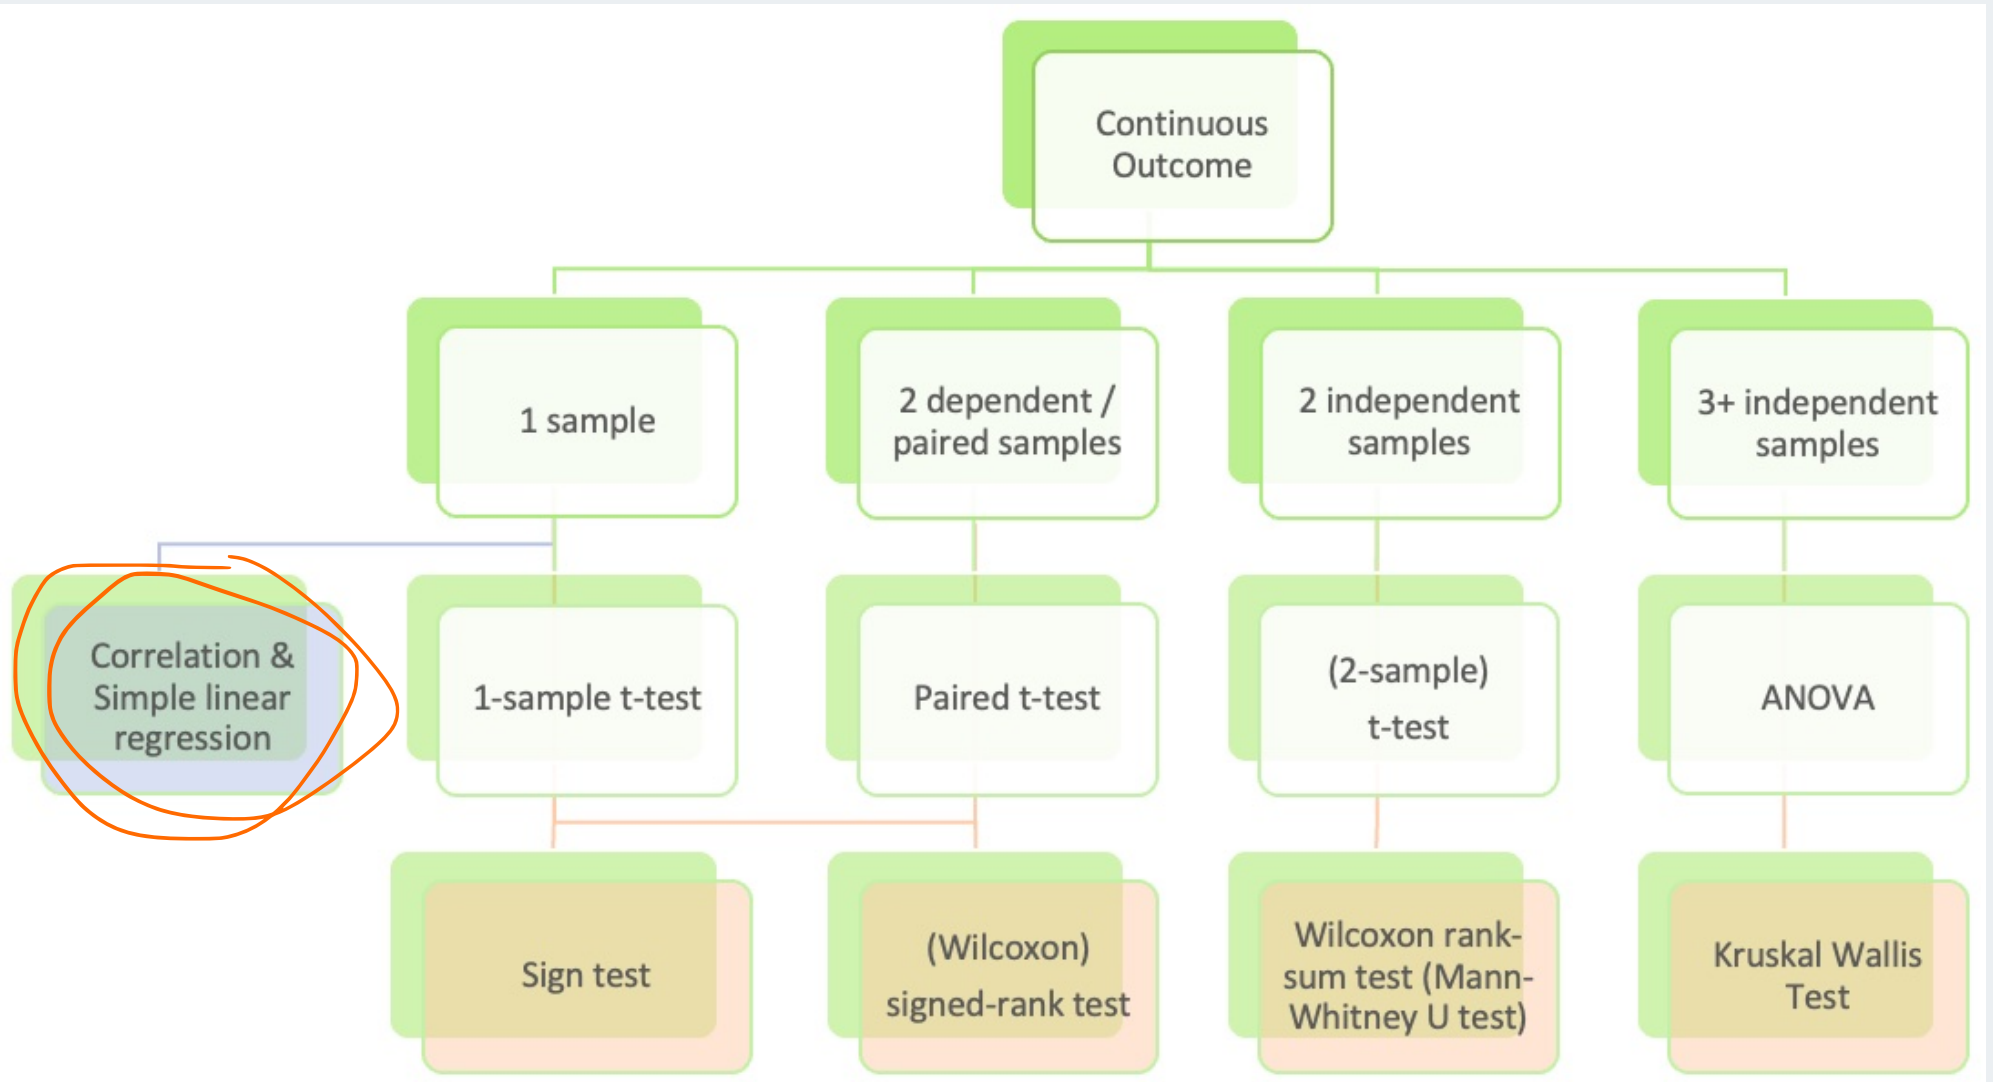 Continuous
Outcome
1 sample
2 dependent /
paired samples
2 independent
samples
3+ independent
samples
Correlation &
Simple linear
regression
1-sample t-test
Paired t-test
(2-sample)
t-test
ANOVA
Sign test
(Wilcoxon)
signed-rank test
Wilcoxon rank-
sum test (Mann-
Whitney U test)
Kruskal Wallis
Test